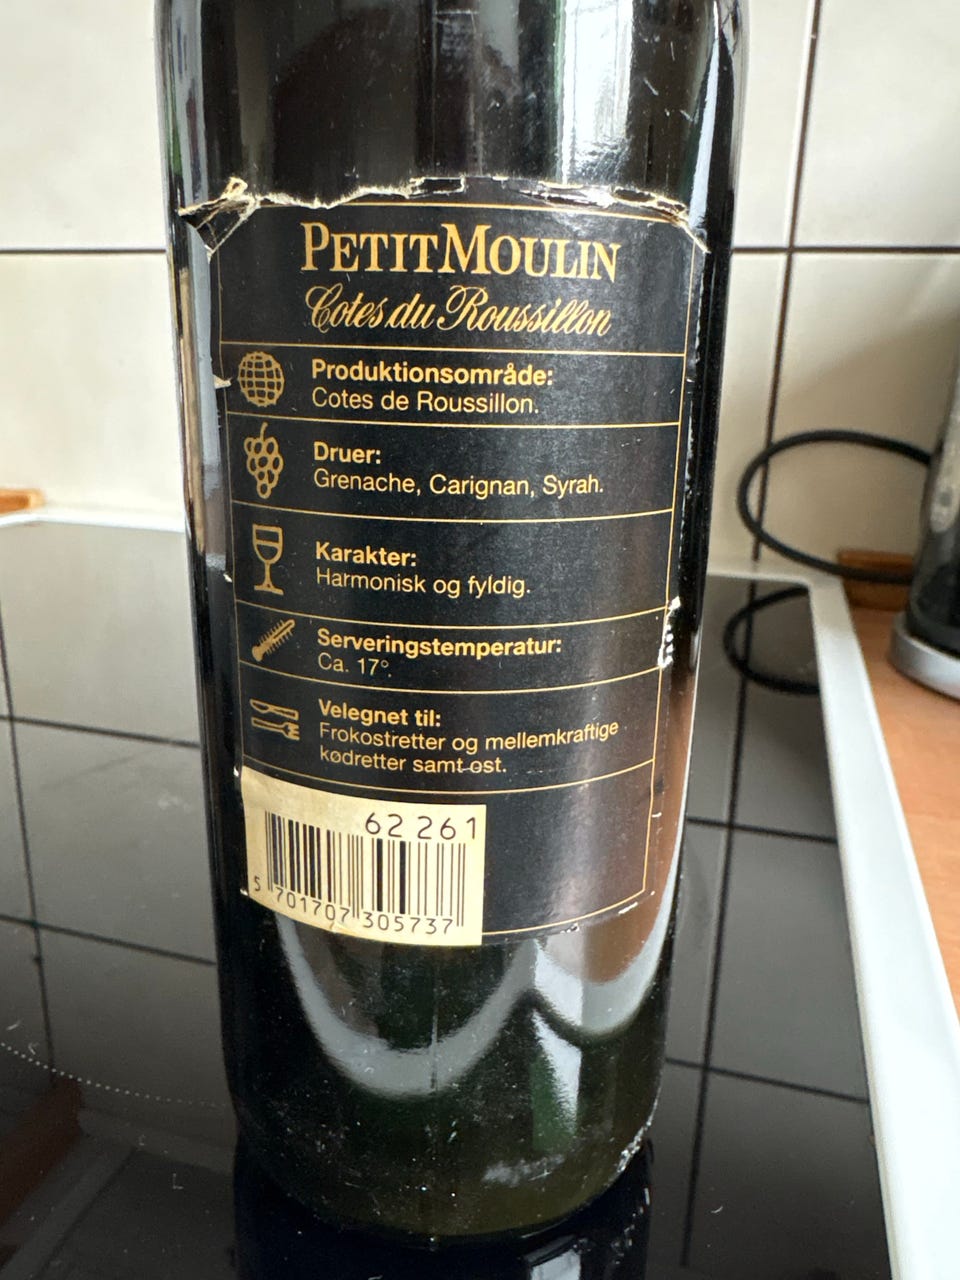 PETITMOULIN
Cotes du Roussillon
Produktionsområde:
Cotes de Roussillon.
Druer:
Grenache, Carignan, Syrah.
Karakter:
Harmonisk og fyldig.
Serveringstemperatur:
Ca. 17°.
Velegnet til:
Frokostretter og mellemkraftige
kødretter samt ost.
62 261
5 701707 305737